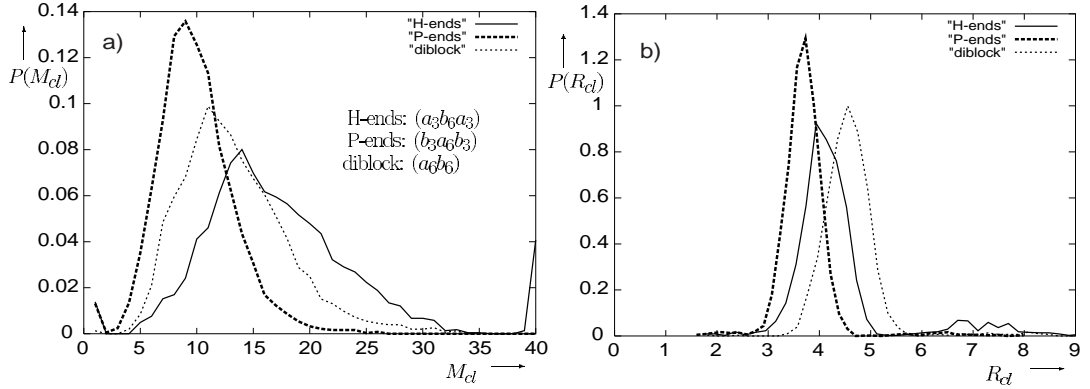 0.14
0.12
0.1
0.08
0.06
0.04
0.02
0
0 5 10 15 20 25 30 35 40
P(M_cl)
M_cl
a)
"H-ends"
"P-ends"
"diblock"
H-ends: (a3b6a3)
P-ends: (b3a6b3)
diblock: (a6b6)
1.4
1.2
1
0.8
0.6
0.4
0.2
0
0 1 2 3 4 5 6 7 8 9
P(R_cl)
R_cl
b)
"H-ends"
"P-ends"
"diblock"